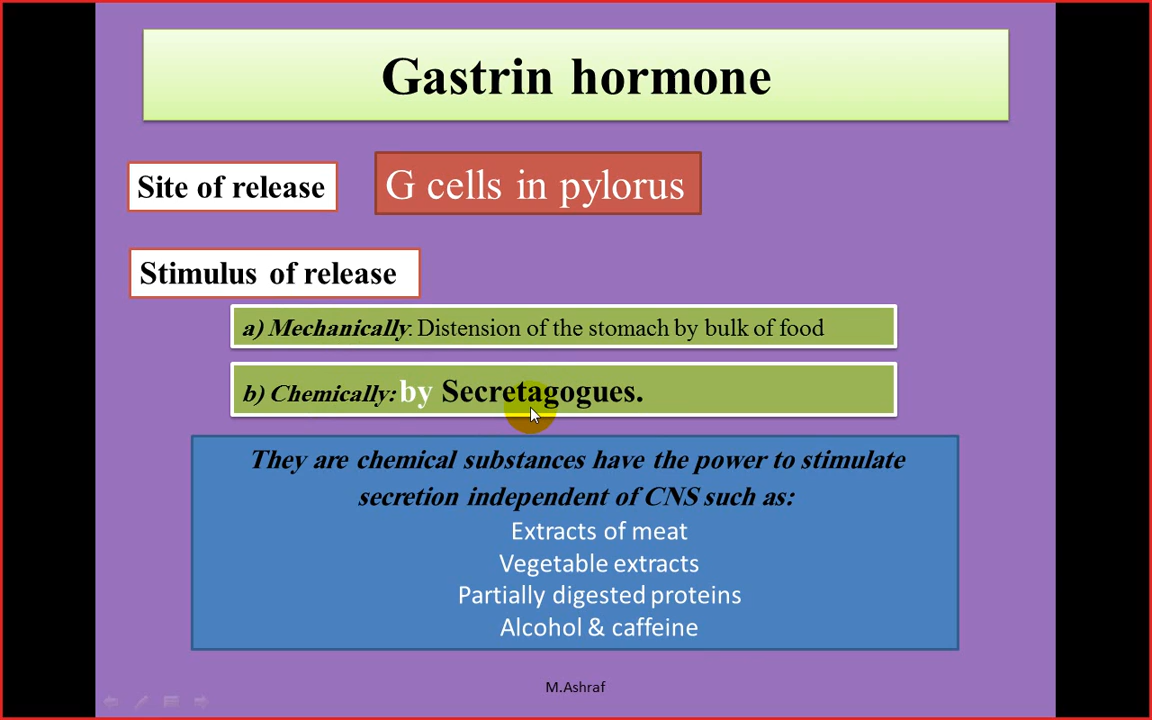 Gastrin hormone
Site of release
G cells in pylorus
Stimulus of release
a) Mechanically: Distension of the stomach by bulk of food
b) Chemically: by Secretagogues.
They are chemical substances have the power to stimulate
secretion independent of CNS such as:
Extracts of meat
Vegetable extracts
Partially digested proteins
Alcohol & caffeine
M.Ashraf